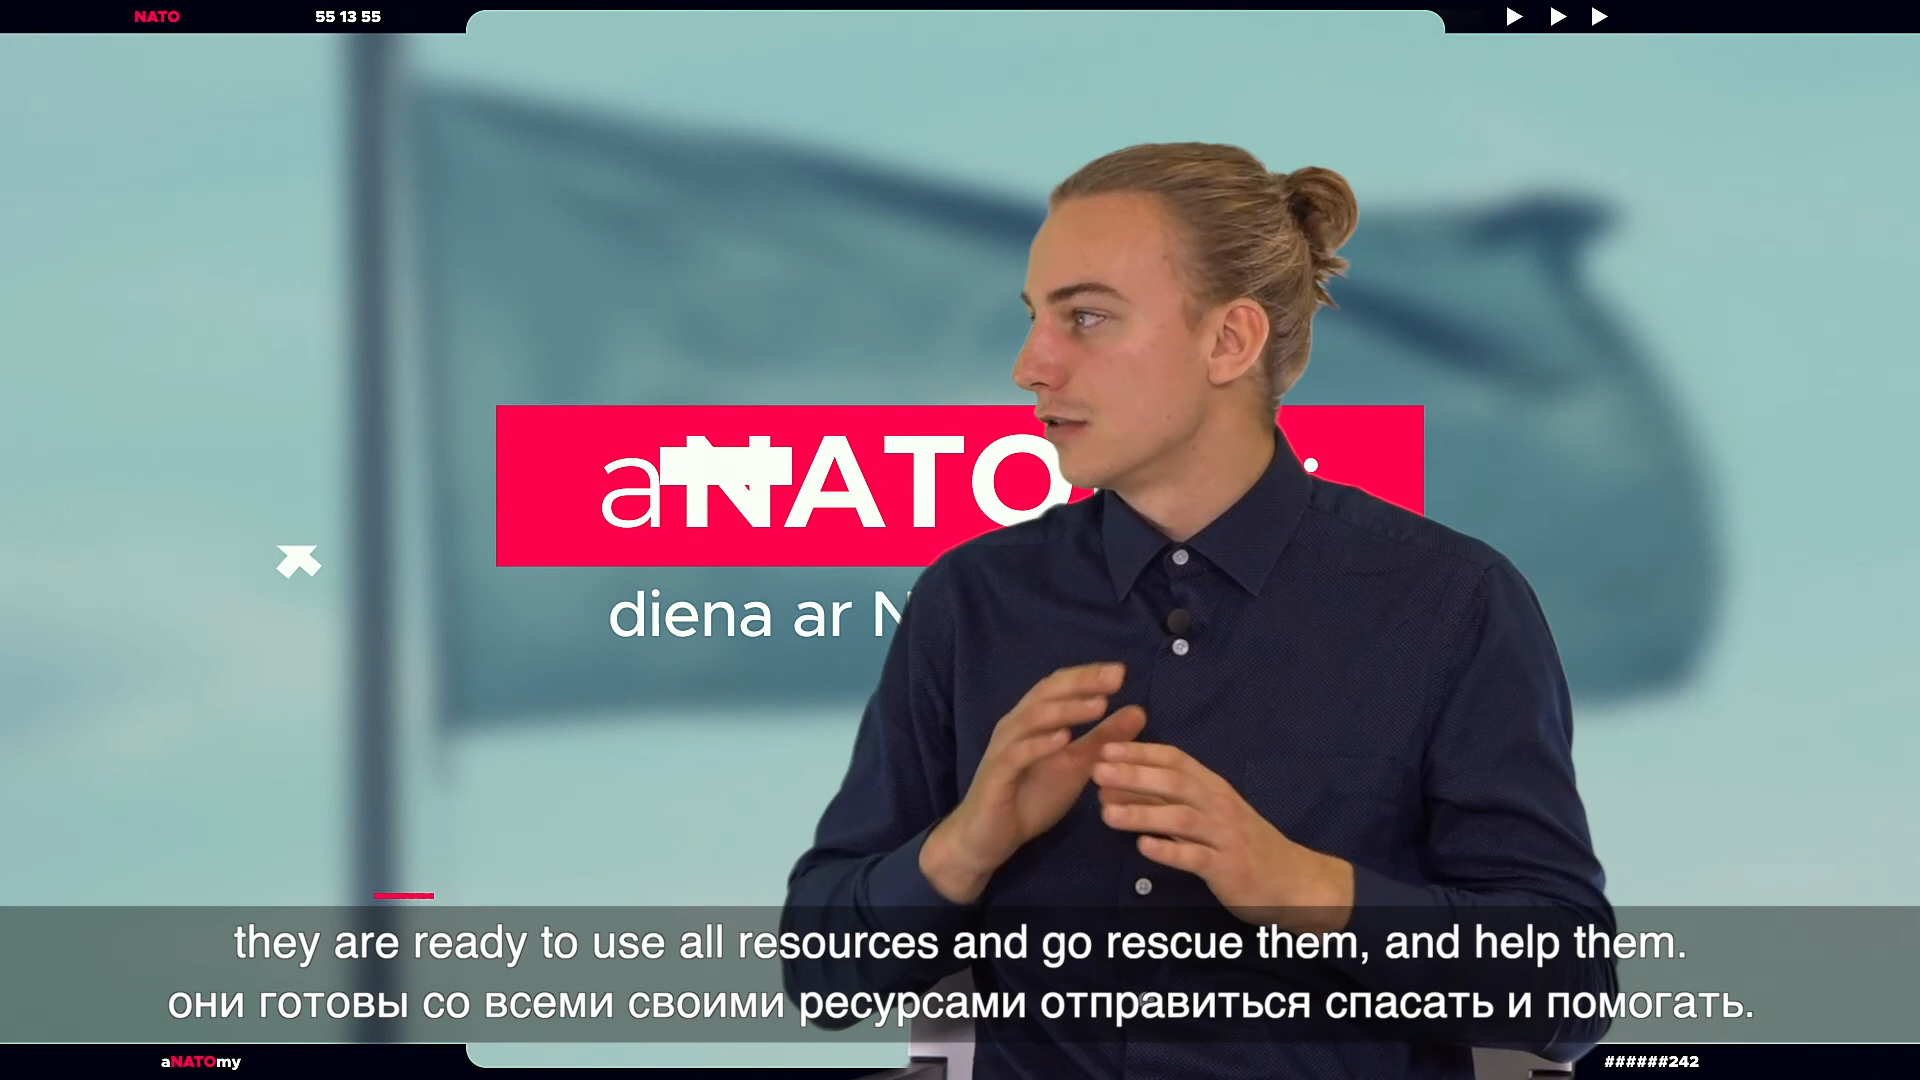 NATO
55 13 55
aNATO
diena ar
they are ready to use all resources and go rescue them, and help them.
они готовы со всеми своими ресурсами отправиться спасать и помогать.
aNATOmy
######242